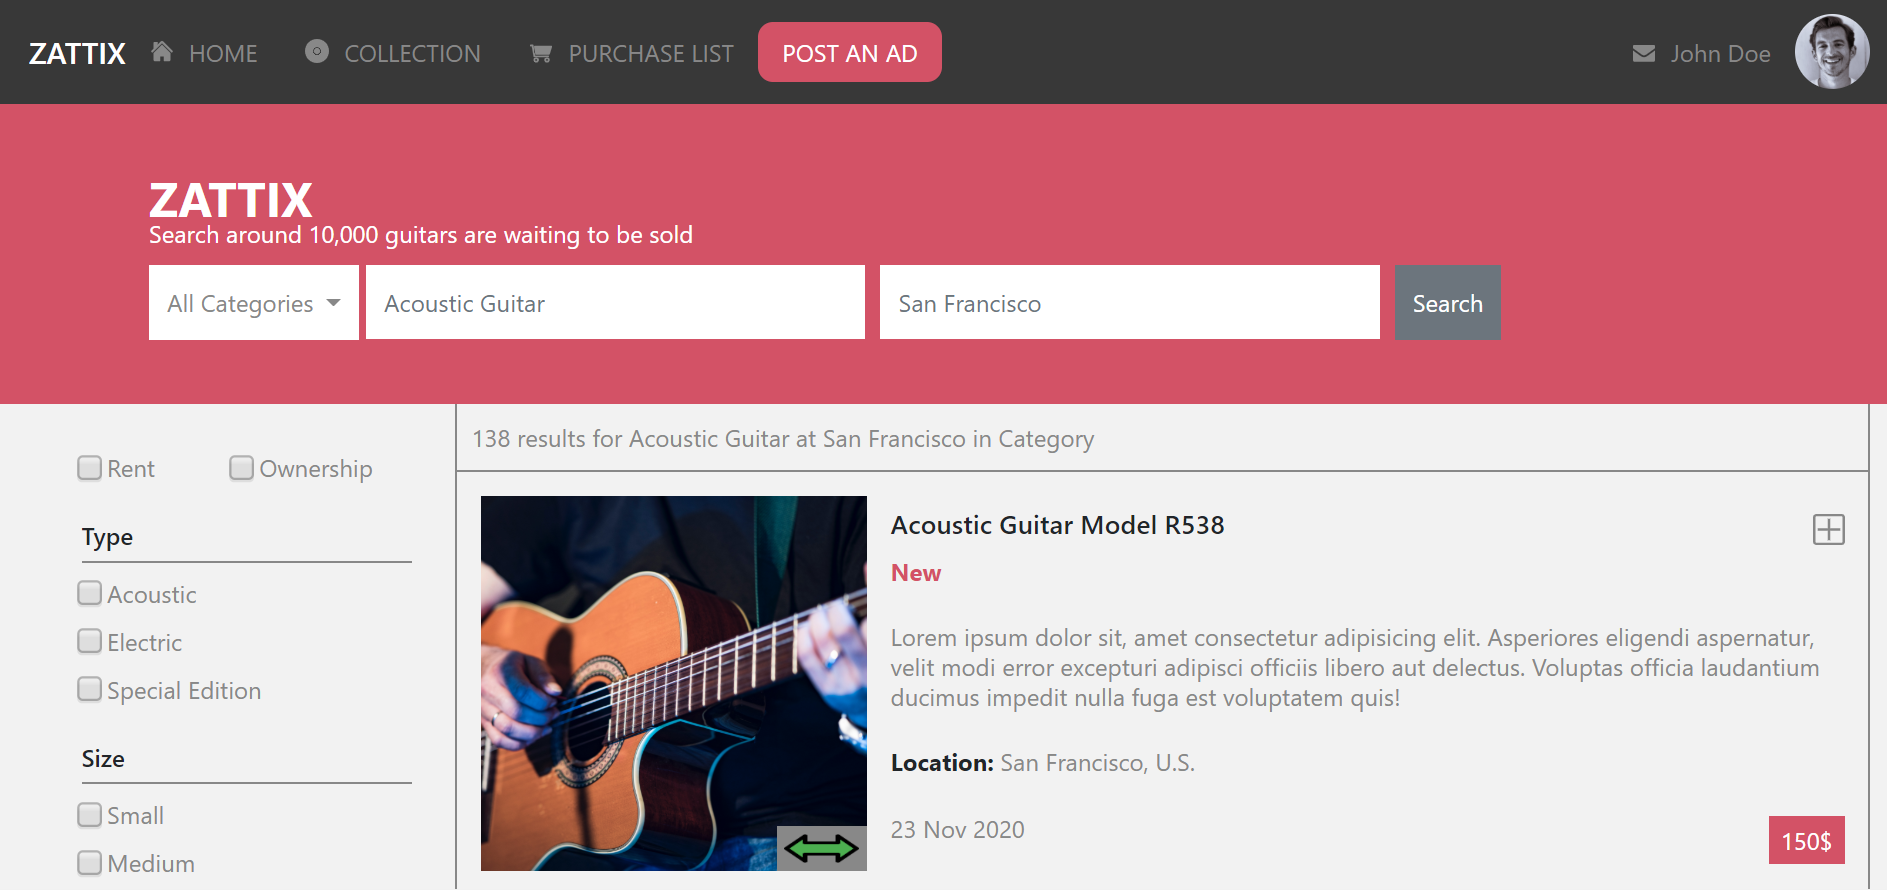 ZATTIX HOME COLLECTION PURCHASE LIST POST AN AD John Doe
ZATTIX
Search around 10,000 guitars are waiting to be sold
All Categories Acoustic Guitar San Francisco Search
138 results for Acoustic Guitar at San Francisco in Category
Rent Ownership
Type
Acoustic
Electric
Special Edition
Size
Small
Medium
Acoustic Guitar Model R538
New
Lorem ipsum dolor sit, amet consectetur adipisicing elit. Asperiores eligendi aspernatur,
velit modi error excepturi adipisci officiis libero aut delectus. Voluptas officia laudantium
ducimus impedit nulla fuga est voluptatem quis!
Location: San Francisco, U.S.
23 Nov 2020
150$